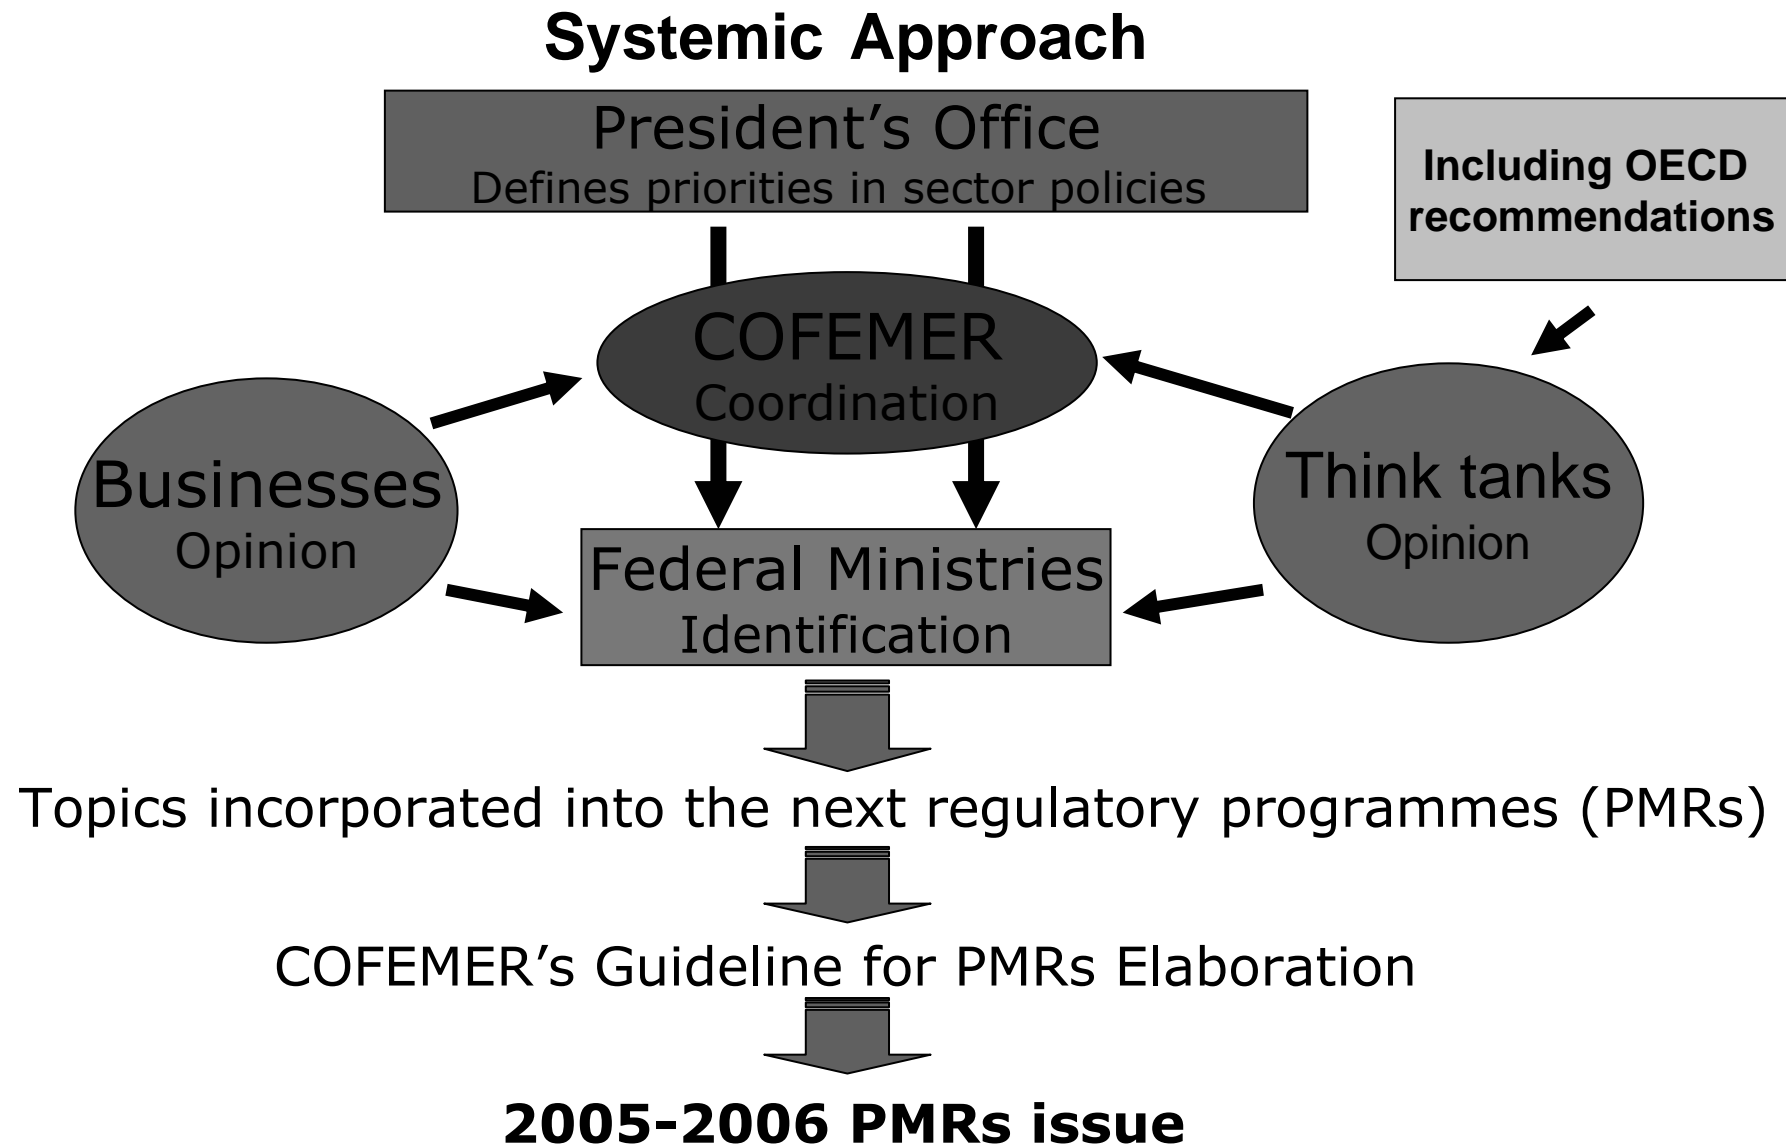 Systemic Approach
President's Office
Defines priorities in sector policies
Including OECD
recommendations
COFEMER
Coordination
Businesses
Opinion
Think tanks
Opinion
Federal Ministries
Identification
Topics incorporated into the next regulatory programmes (PMRs)
COFEMER's Guideline for PMRs Elaboration
2005-2006 PMRs issue